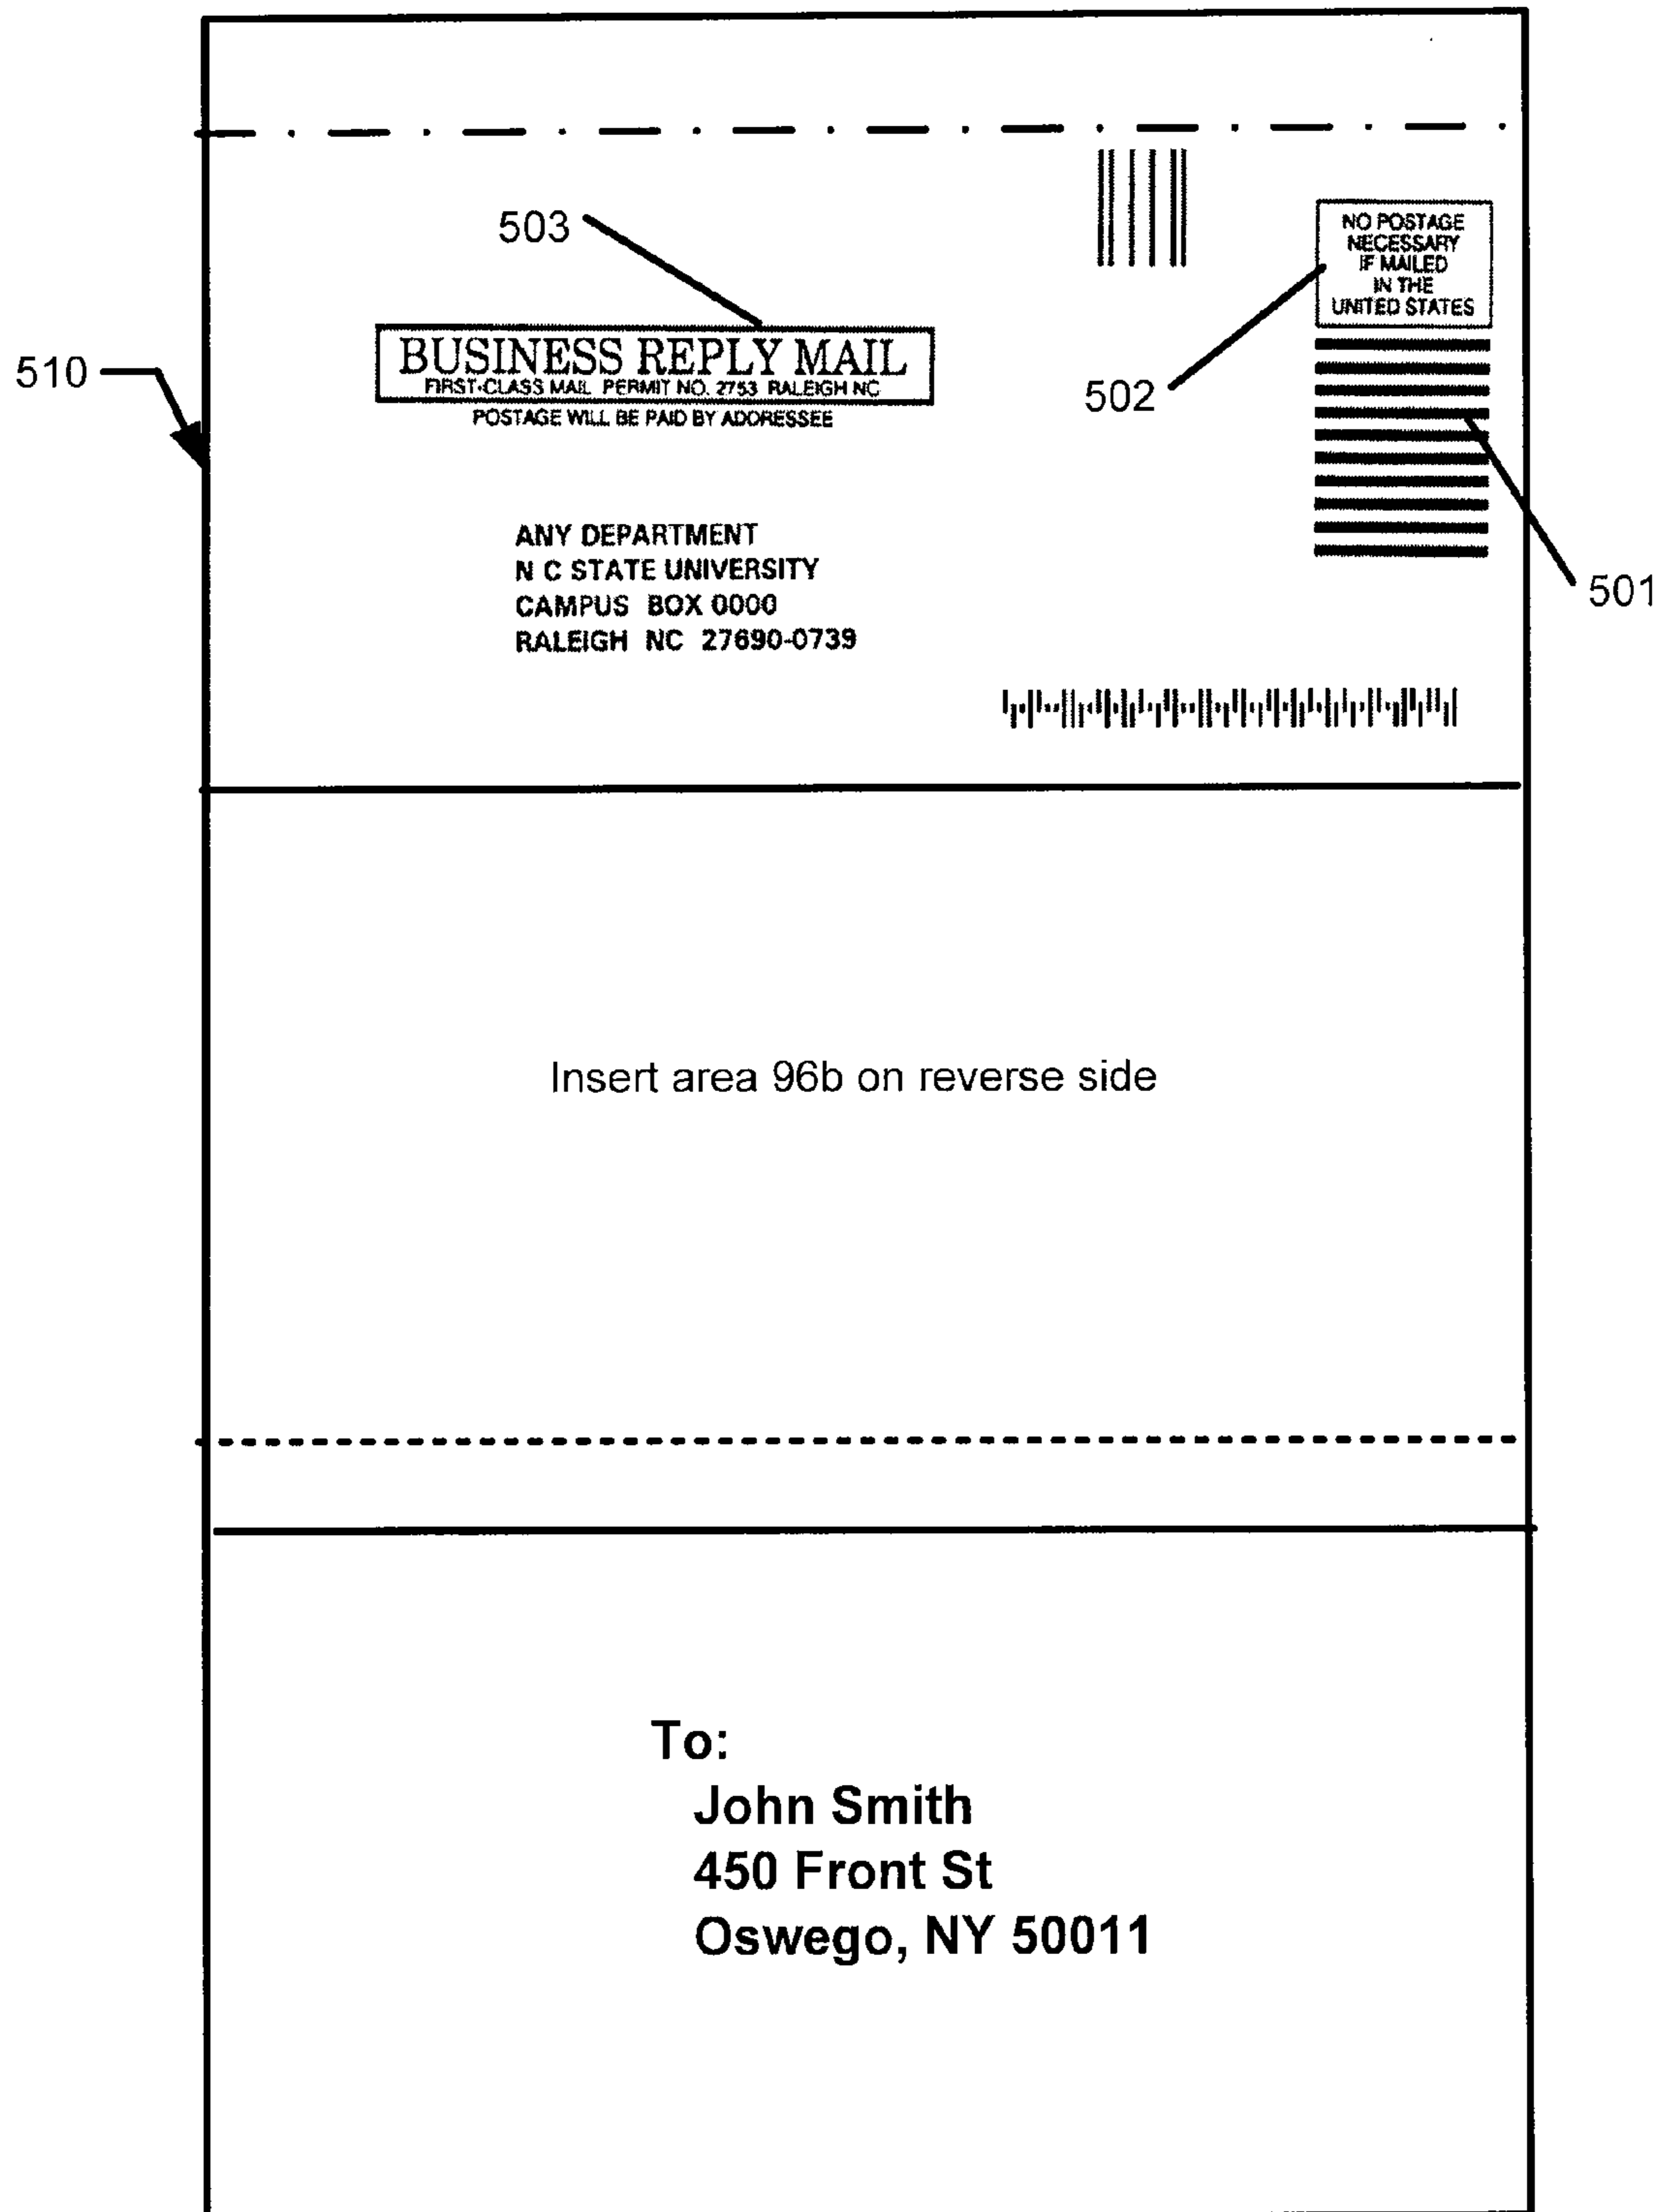 503
NO POSTAGE
NECESSARY
IF MAILED
IN THE
UNITED STATES
510
BUSINESS REPLY MAIL
FIRST-CLASS MAIL PERMIT NO. 2753 RALEIGH NC
POSTAGE WILL BE PAID BY ADDRESSEE
502
501
ANY DEPARTMENT
N C STATE UNIVERSITY
CAMPUS BOX 0000
RALEIGH NC 27690-0739
Insert area 96b on reverse side
To:
John Smith
450 Front St
Oswego, NY 50011